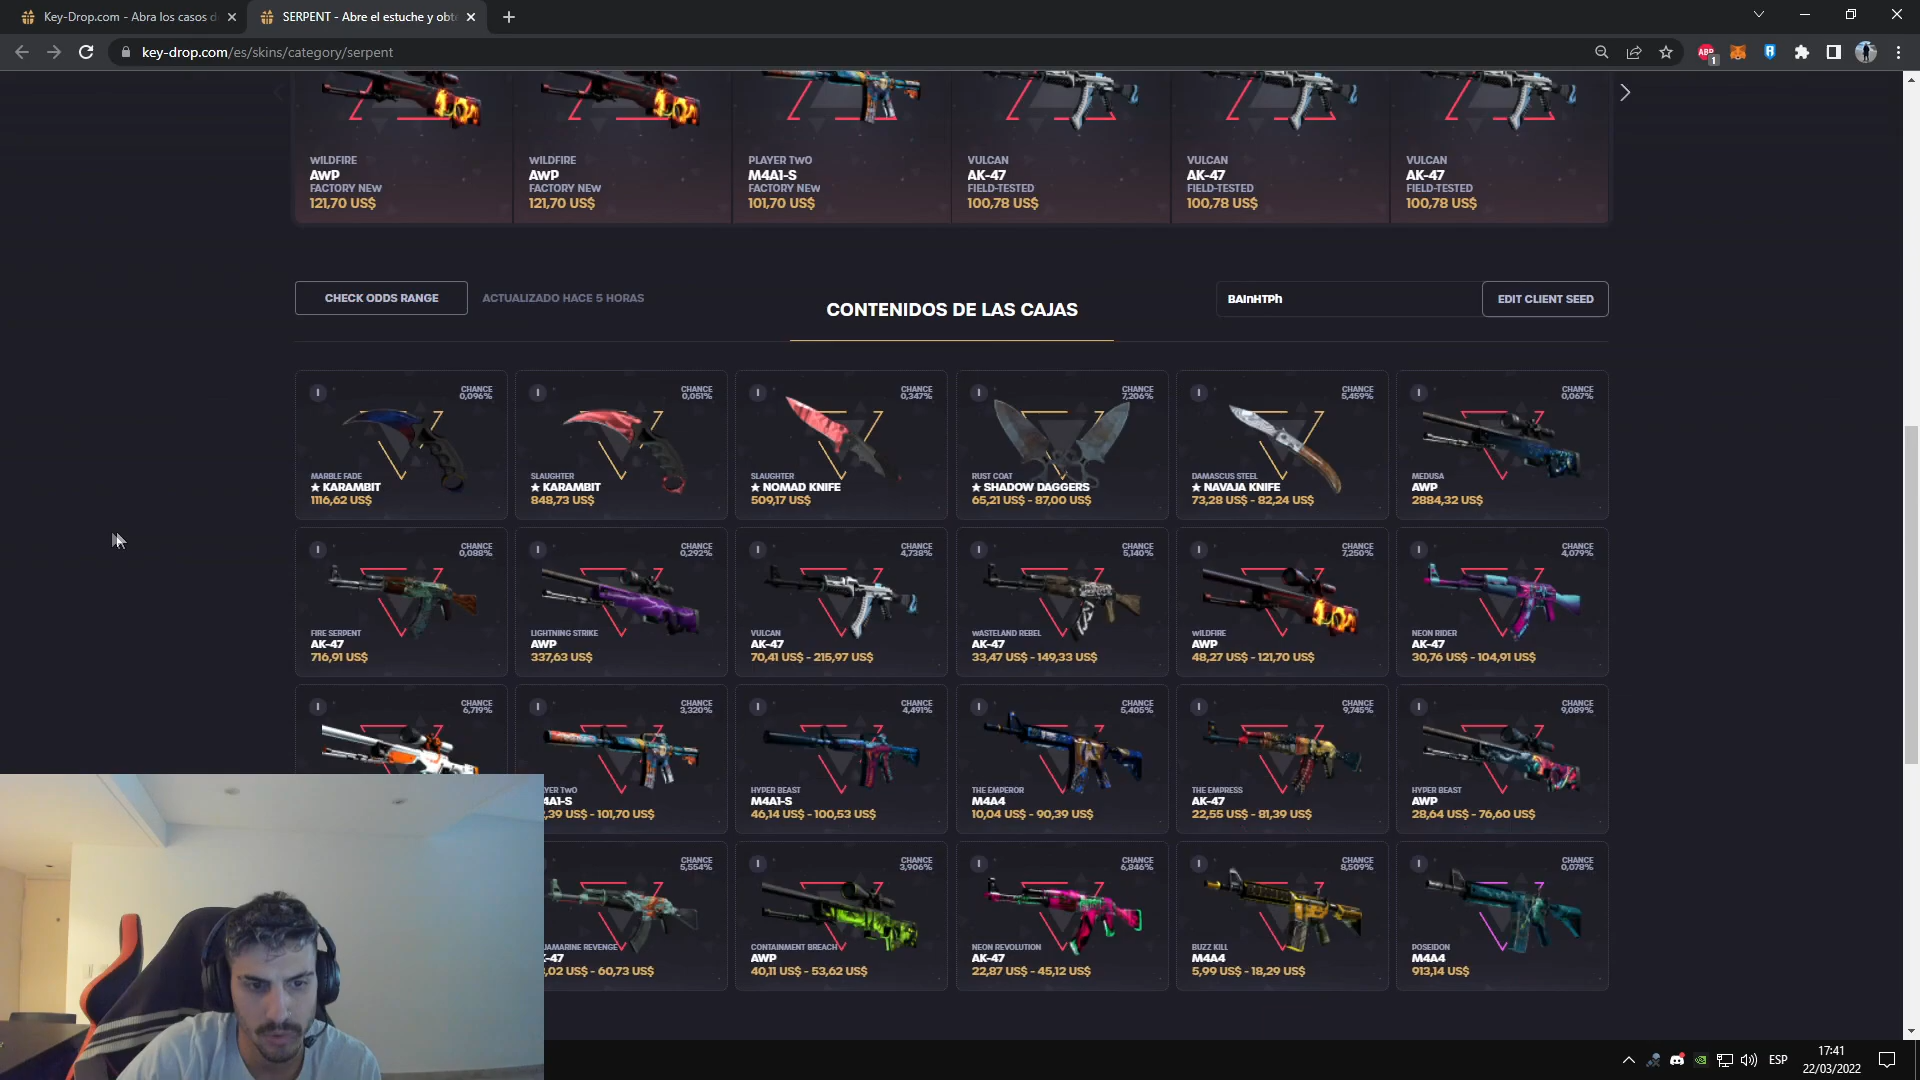 Key-Drop.com - Abra los casos d
SERPENT - Abre el estuche y obt
key-drop.com/es/skins/category/serpent
ABP
1
WILDFIRE
AWP
FACTORY NEW
121,70 US$
WILDFIRE
AWP
FACTORY NEW
121,70 US$
PLAYER TWO
M4A1-S
FACTORY NEW
101,70 US$
VULCAN
AK-47
FIELD-TESTED
100,78 US$
VULCAN
AK-47
FIELD-TESTED
100,78 US$
VULCAN
AK-47
FIELD-TESTED
100,78 US$
CHECK ODDS RANGE
ACTUALIZADO HACE 5 HORAS
CONTENIDOS DE LAS CAJAS
BAInHTPh
EDIT CLIENT SEED
CHANCE
0,096%
MARBLE FADE
★ KARAMBIT
1116,62 US$
CHANCE
0,051%
SLAUGHTER
★ KARAMBIT
848,73 US$
CHANCE
0,347%
SLAUGHTER
★ NOMAD KNIFE
509,17 US$
CHANCE
7,206%
RUST COAT
★ SHADOW DAGGERS
65,21 US$ - 87,00 US$
CHANCE
5,459%
DAMASCUS STEEL
★ NAVAJA KNIFE
73,28 US$ - 82,24 US$
CHANCE
0,067%
MEDUSA
AWP
2884,32 US$
CHANCE
0,088%
FIRE SERPENT
AK-47
716,91 US$
CHANCE
0,292%
LIGHTNING STRIKE
AWP
337,63 US$
CHANCE
4,738%
VULCAN
AK-47
70,41 US$ - 215,97 US$
CHANCE
5,140%
WASTELAND REBEL
AK-47
33,47 US$ - 149,33 US$
CHANCE
7,250%
WILDFIRE
AWP
48,27 US$ - 121,70 US$
CHANCE
4,079%
NEON RIDER
AK-47
30,76 US$ - 104,91 US$
CHANCE
6,719%
CHANCE
3,320%
YER TWO
4A1-S
,39 US$ - 101,70 US$
CHANCE
4,491%
HYPER BEAST
M4A1-S
46,14 US$ - 100,53 US$
CHANCE
5,405%
THE EMPEROR
M4A4
10,04 US$ - 90,39 US$
CHANCE
9,745%
THE EMPRESS
AK-47
22,55 US$ - 81,39 US$
CHANCE
9,089%
HYPER BEAST
AWP
28,64 US$ - 76,60 US$
CHANCE
5,554%
UAMARINE REVENGE
-47
,02 US$ - 60,73 US$
CHANCE
3,906%
CONTAINMENT BREACH
AWP
40,11 US$ - 53,62 US$
CHANCE
6,846%
NEON REVOLUTION
AK-47
22,87 US$ - 45,12 US$
CHANCE
8,509%
BUZZ KILL
M4A4
5,99 US$ - 18,29 US$
CHANCE
0,078%
POSEIDON
M4A4
913,14 US$
ESP
17:41
22/03/2022